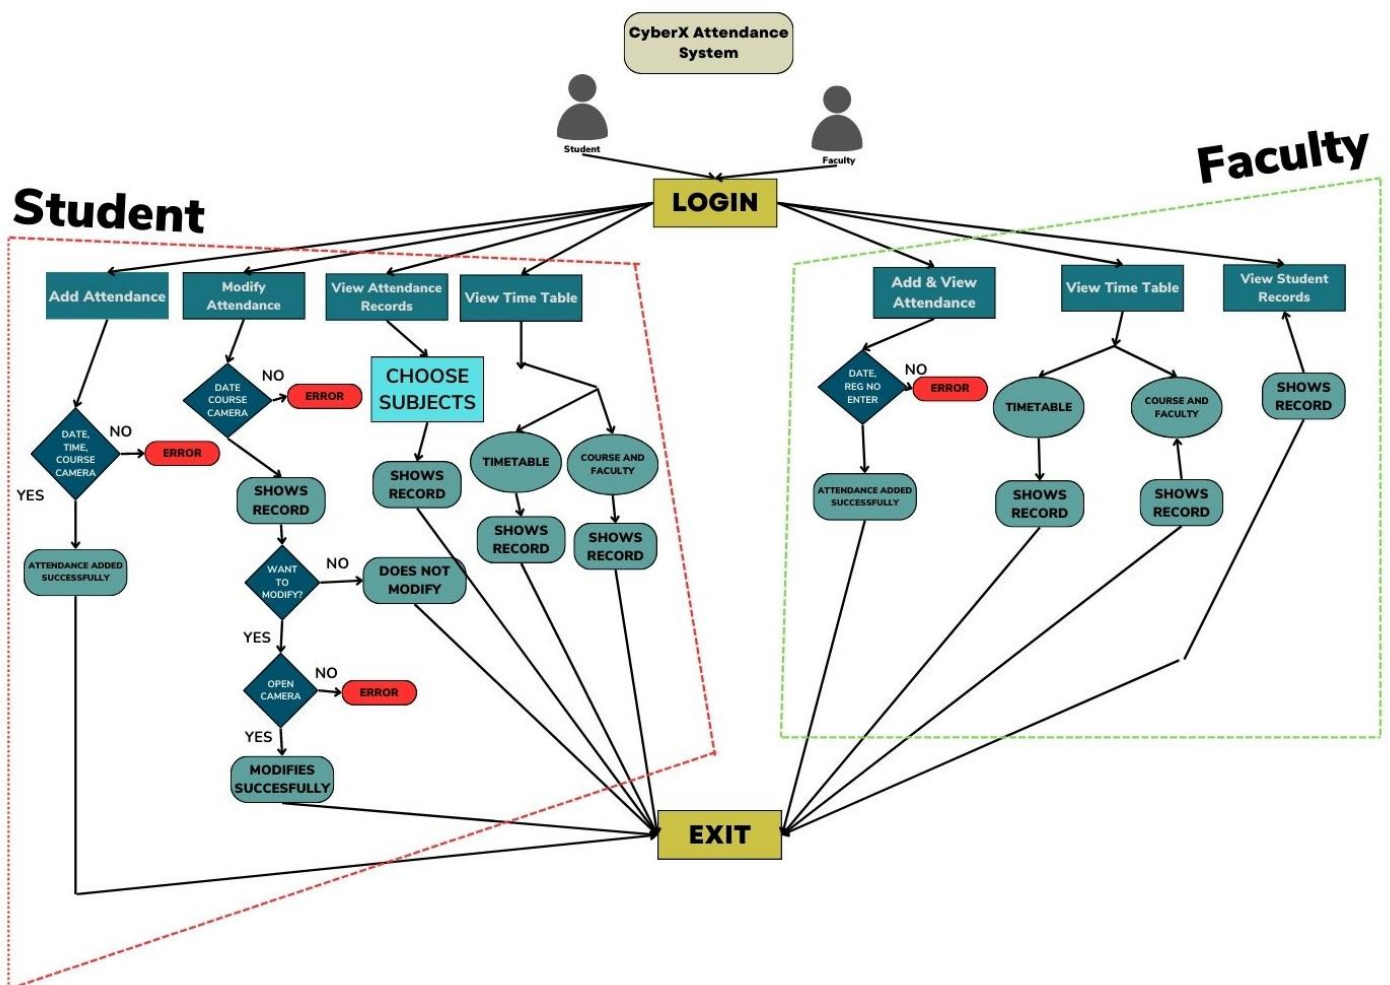 CyberX Attendance
System
Student
Faculty
LOGIN
Student
Faculty
Add Attendance
Modify
Attendance
View Attendance
Records
View Time Table
Add & View
Attendance
View Time Table
View Student
Records
DATE,
TIME,
COURSE
CAMERA
NO
ERROR
YES
ATTENDANCE ADDED
SUCCESSFULLY
DATE
COURSE
CAMERA
NO
ERROR
SHOWS
RECORD
WANT
TO
MODIFY?
NO
DOES NOT
MODIFY
YES
OPEN
CAMERA
NO
ERROR
YES
MODIFIES
SUCCESFULLY
CHOOSE
SUBJECTS
SHOWS
RECORD
TIMETABLE
SHOWS
RECORD
COURSE AND
FACULTY
SHOWS
RECORD
DATE,
REG NO
ENTER
NO
ERROR
ATTENDANCE ADDED
SUCCESSFULLY
TIMETABLE
SHOWS
RECORD
COURSE AND
FACULTY
SHOWS
RECORD
SHOWS
RECORD
EXIT